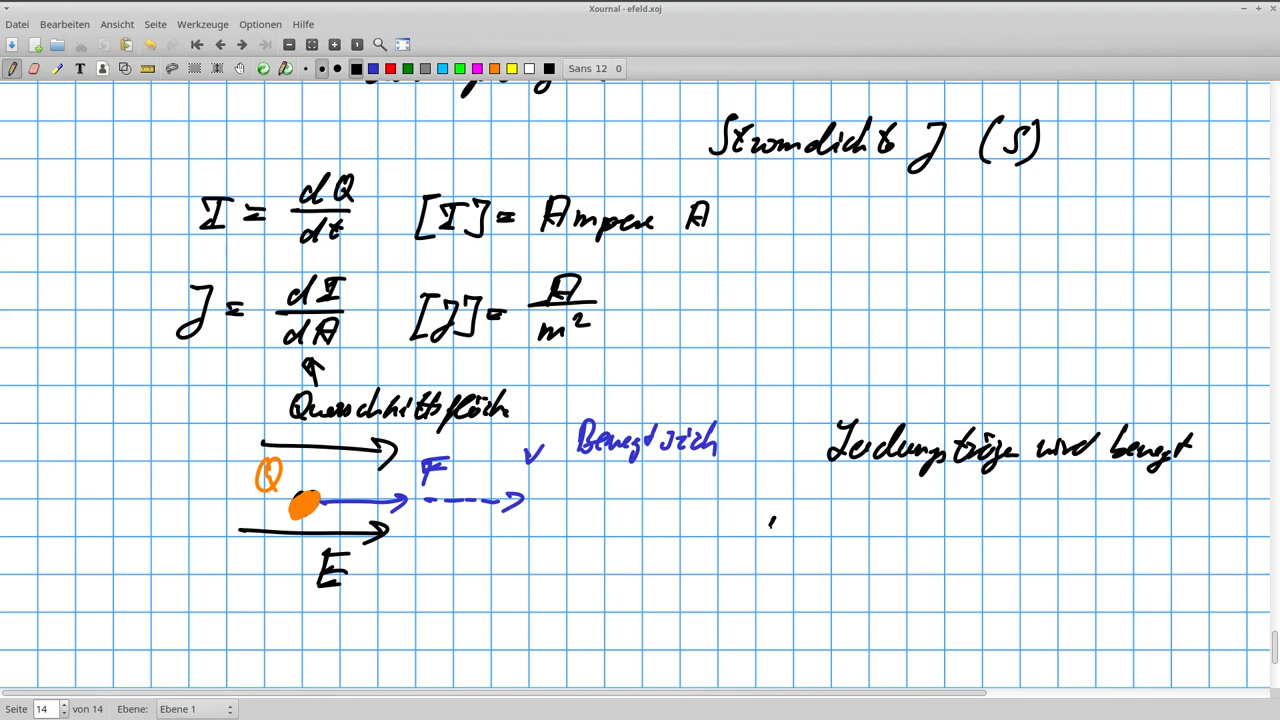 Xournal - efeld.xoj
Datei Bearbeiten Ansicht Seite Werkzeuge Optionen Hilfe
Sans 12 0
Stromdichte J (S)
I = dQ/dt [I] = Ampere A
J = dI/dA [J] = A/m²
Querschnittsfläche
Q
F
v
Bewegt sich
Ladungsträger wird bewegt
E
Seite 14 von 14 Ebene: Ebene 1